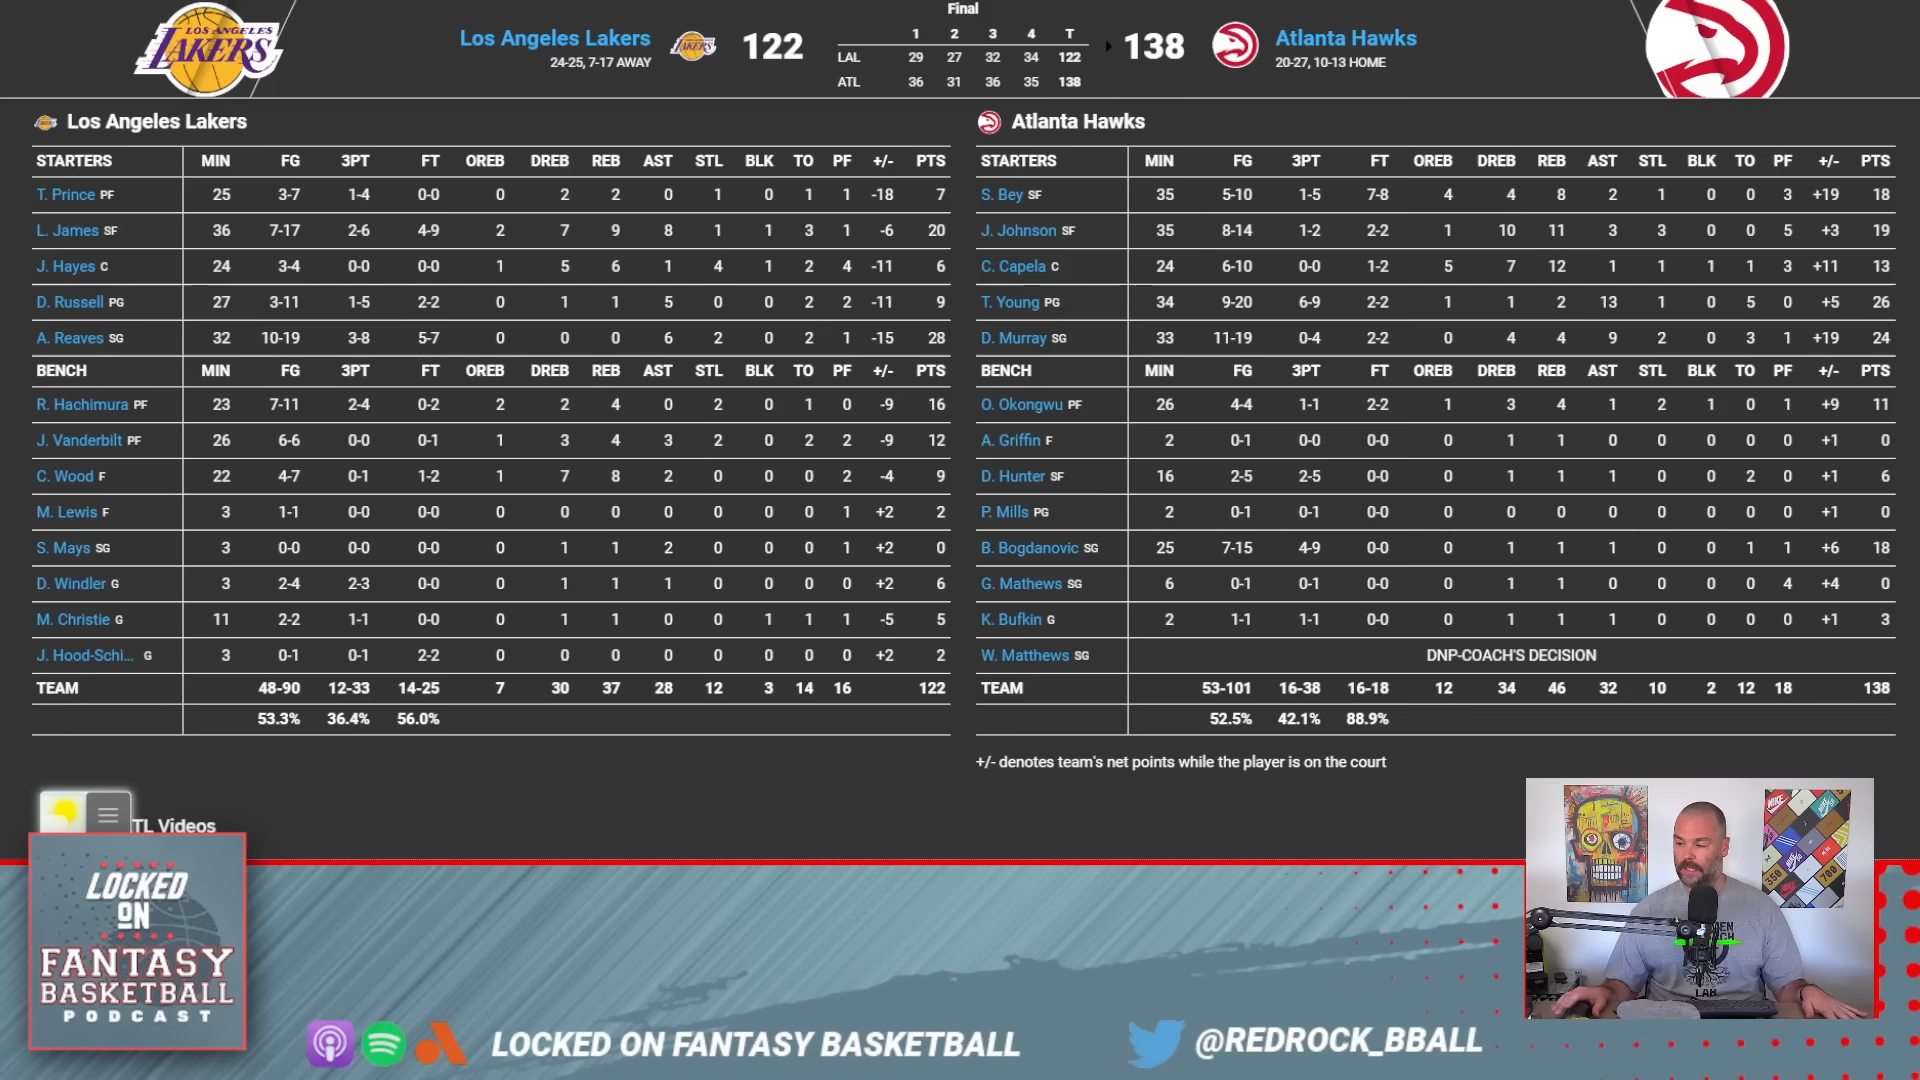 LOS ANGELES LAKERS
Final
Los Angeles Lakers LAKERS 122
24-25, 7-17 AWAY
1 2 3 4 T
LAL 29 27 32 34 122
ATL 36 31 36 35 138
138 Atlanta Hawks
20-27, 10-13 HOME
Los Angeles Lakers
STARTERS MIN FG 3PT FT OREB DREB REB AST STL BLK TO PF +/- PTS
T. Prince PF 25 3-7 1-4 0-0 0 2 2 0 1 0 1 1 -18 7
L. James SF 36 7-17 2-6 4-9 2 7 9 8 1 1 3 1 -6 20
J. Hayes C 24 3-4 0-0 0-0 1 5 6 1 4 1 2 4 -11 6
D. Russell PG 27 3-11 1-5 2-2 0 1 1 5 0 0 2 2 -11 9
A. Reaves SG 32 10-19 3-8 5-7 0 0 0 6 2 0 2 1 -15 28
BENCH MIN FG 3PT FT OREB DREB REB AST STL BLK TO PF +/- PTS
R. Hachimura PF 23 7-11 2-4 0-2 2 2 4 0 2 0 1 0 -9 16
J. Vanderbilt PF 26 6-6 0-0 0-1 1 3 4 3 2 0 2 2 -9 12
C. Wood F 22 4-7 0-1 1-2 1 7 8 2 0 0 0 2 -4 9
M. Lewis F 3 1-1 0-0 0-0 0 0 0 0 0 0 0 1 +2 2
S. Mays SG 3 0-0 0-0 0-0 0 1 1 2 0 0 0 1 +2 0
D. Windler G 3 2-4 2-3 0-0 0 1 1 1 0 0 0 0 +2 6
M. Christie G 11 2-2 1-1 0-0 0 1 1 0 0 1 1 1 -5 5
J. Hood-Schi... G 3 0-1 0-1 2-2 0 0 0 0 0 0 0 0 +2 2
TEAM 48-90 12-33 14-25 7 30 37 28 12 3 14 16 122
53.3% 36.4% 56.0%
Atlanta Hawks
STARTERS MIN FG 3PT FT OREB DREB REB AST STL BLK TO PF +/- PTS
S. Bey SF 35 5-10 1-5 7-8 4 4 8 2 1 0 0 3 +19 18
J. Johnson SF 35 8-14 1-2 2-2 1 10 11 3 3 0 0 5 +3 19
C. Capela C 24 6-10 0-0 1-2 5 7 12 1 1 1 1 3 +11 13
T. Young PG 34 9-20 6-9 2-2 1 1 2 13 1 0 5 0 +5 26
D. Murray SG 33 11-19 0-4 2-2 0 4 4 9 2 0 3 1 +19 24
BENCH MIN FG 3PT FT OREB DREB REB AST STL BLK TO PF +/- PTS
O. Okongwu PF 26 4-4 1-1 2-2 1 3 4 1 2 1 0 1 +9 11
A. Griffin F 2 0-1 0-0 0-0 0 1 1 0 0 0 0 0 +1 0
D. Hunter SF 16 2-5 2-5 0-0 0 1 1 1 0 0 2 0 +1 6
P. Mills PG 2 0-1 0-1 0-0 0 0 0 0 0 0 0 0 +1 0
B. Bogdanovic SG 25 7-15 4-9 0-0 0 1 1 1 0 0 1 1 +6 18
G. Mathews SG 6 0-1 0-1 0-0 0 1 1 0 0 0 0 4 +4 0
K. Bufkin G 2 1-1 1-1 0-0 0 1 1 1 0 0 0 0 +1 3
W. Matthews SG DNP-COACH'S DECISION
TEAM 53-101 16-38 16-18 12 34 46 32 10 2 12 18 138
52.5% 42.1% 88.9%
+/- denotes team's net points while the player is on the court
TL Videos
LOCKED
ON
FANTASY
BASKETBALL
PODCAST
LOCKED ON FANTASY BASKETBALL
@REDROCK_BBALL
NIKE
350
700
LAB.